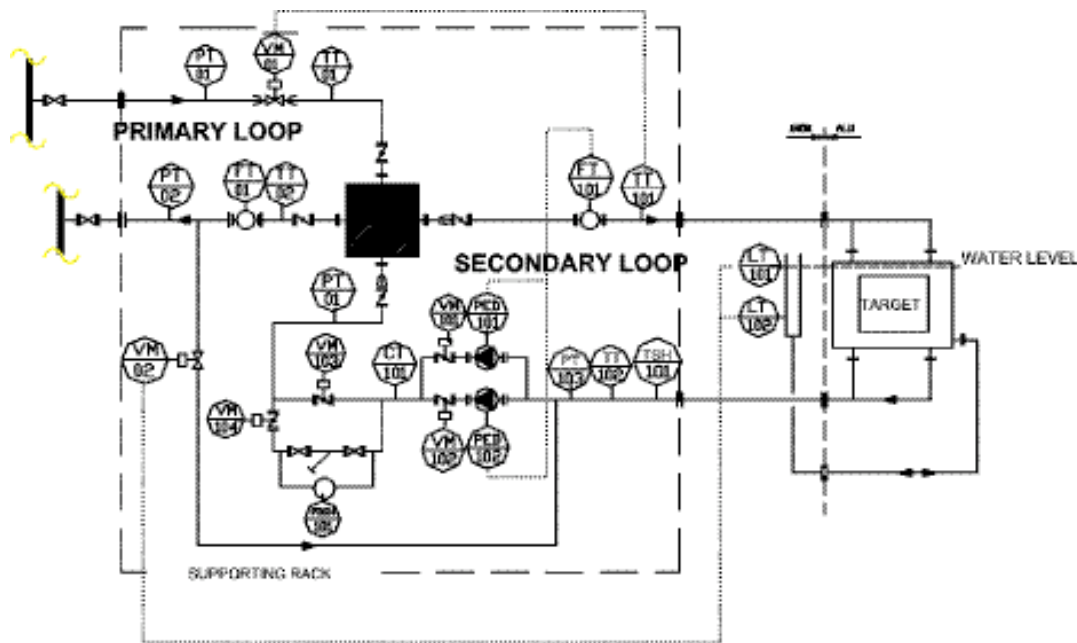 PT
01
VM
01
TT
01
PRIMARY LOOP
PT
02
FT
01
TT
02
FT
101
TT
101
SECONDARY LOOP
LT
101
WATER LEVEL
TARGET
LT
102
PT
01
VM
101
PED
101
VM
103
CT
101
PT
103
TT
102
TSH
101
VM
02
VM
104
VM
102
PED
102
101
SUPPORTING RACK